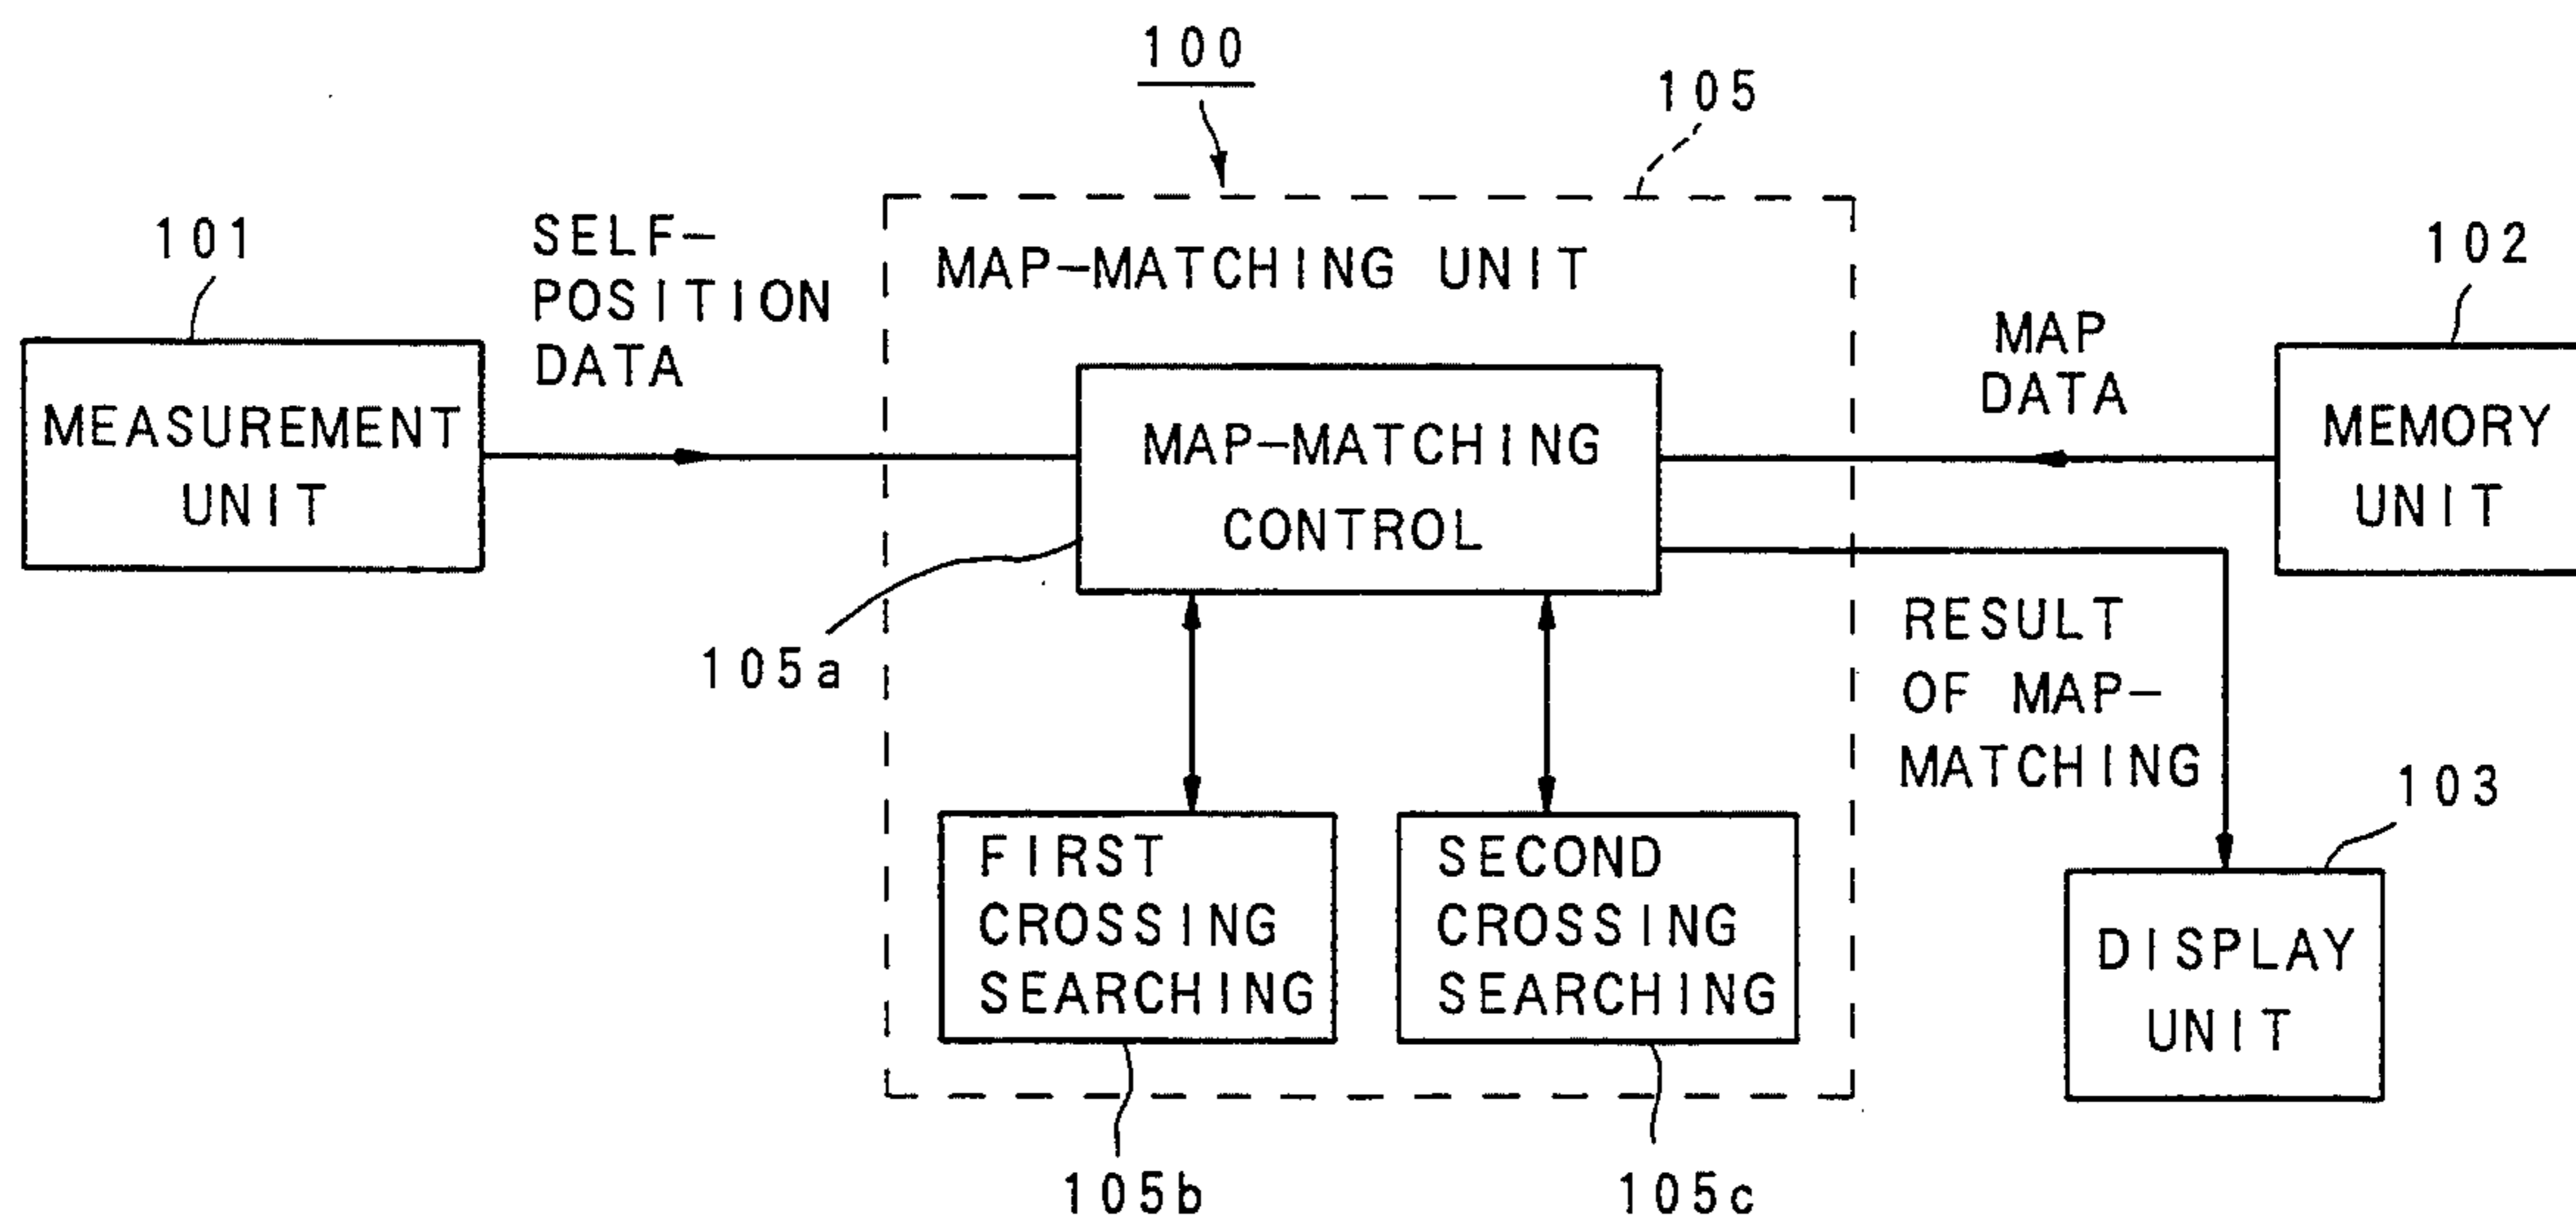 100
105
101
SELF-
POSITION
DATA
MAP-MATCHING UNIT
102
MAP
DATA
MEASUREMENT
UNIT
MAP-MATCHING
CONTROL
MEMORY
UNIT
105a
RESULT
OF MAP-
MATCHING
103
FIRST
CROSSING
SEARCHING
SECOND
CROSSING
SEARCHING
DISPLAY
UNIT
105b
105c